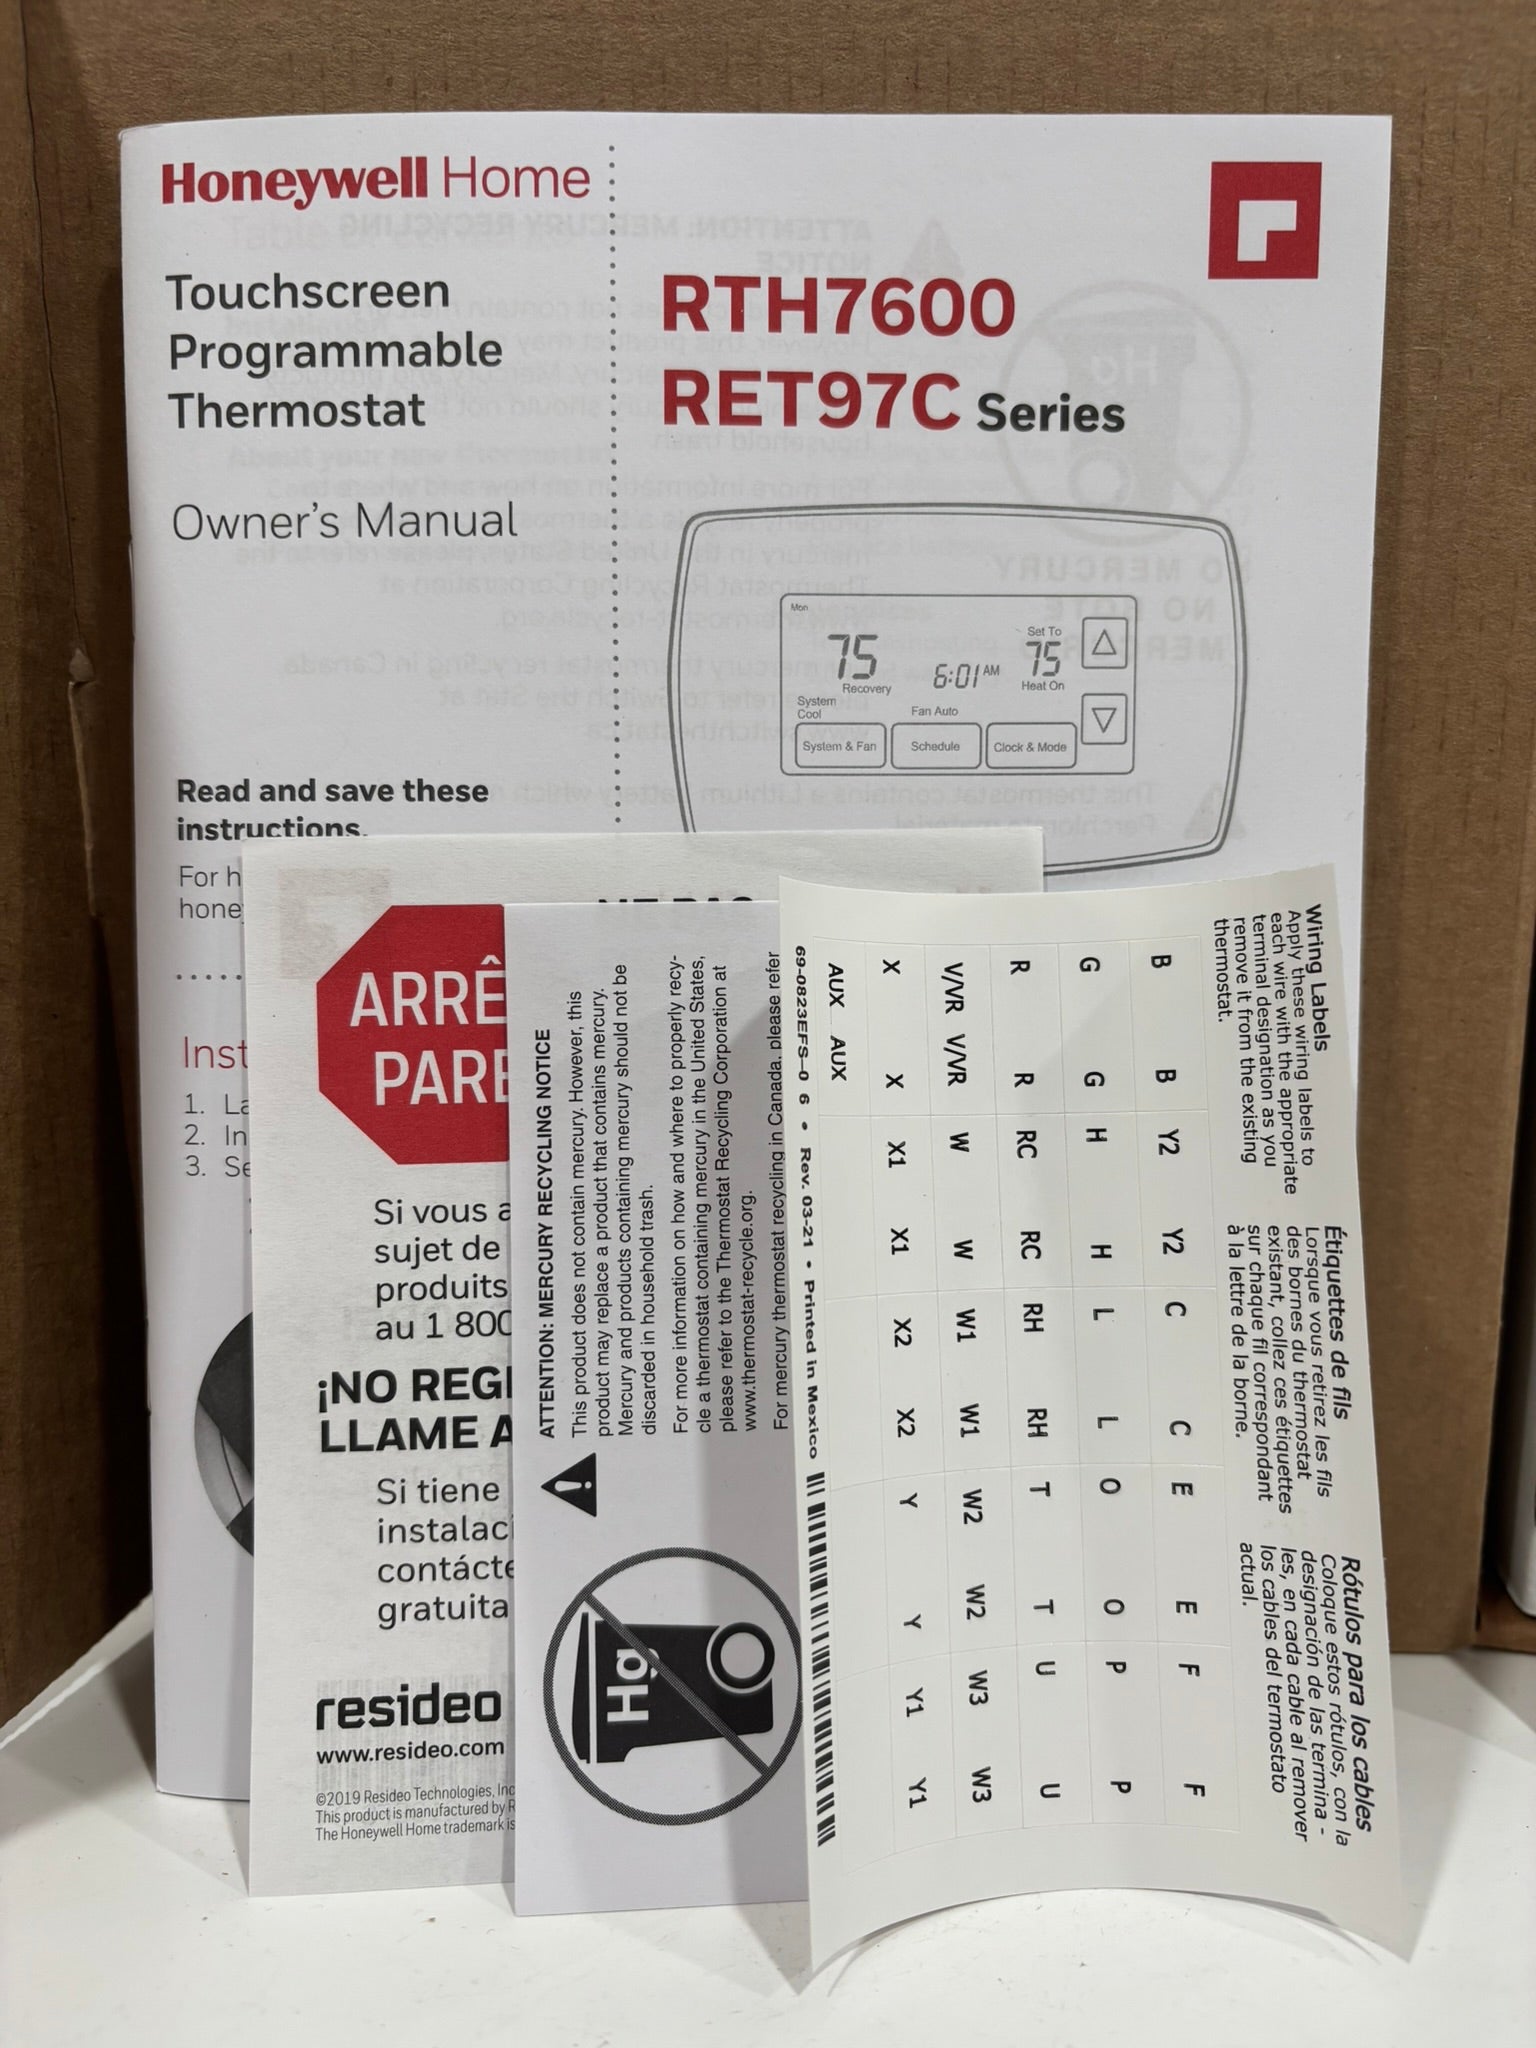 Honeywell Home
Touchscreen
Programmable
Thermostat
Owner's Manual
RTH7600
RET97C Series
Mon
75
Recovery
6:01 AM
Set To
75
Heat On
System
Cool
Fan Auto
System & Fan
Schedule
Clock & Mode
Read and save these
instructions.
For h
hone
Inst
1. La
2. In
3. Se
ARRÊ
PARE
Si vous a
sujet de
produits
au 1 800
¡NO REGR
LLAME A
Si tiene
instalaci
contácte
gratuita
resideo
www.resideo.com
©2019 Resideo Technologies, Inc
This product is manufactured by R
The Honeywell Home trademark is
ATTENTION: MERCURY RECYCLING NOTICE
This product does not contain mercury. However, this
product may replace a product that contains mercury.
Mercury and products containing mercury should not be
discarded in household trash.
For more information on how and where to properly recy-
cle a thermostat containing mercury in the United States,
please refer to the Thermostat Recycling Corporation at
www.thermostat-recycle.org.
For mercury thermostat recycling in Canada, please refer
Hg
Wiring Labels
Apply these wiring labels to
each wire with the appropriate
terminal designation as you
remove it from the existing
thermostat.
Étiquettes de fils
Lorsque vous retirez les fils
des bornes du thermostat
existant, collez ces étiquettes
sur chaque fil correspondant
à la lettre de la borne.
Rótulos para los cables
Coloque estos rótulos, con la
designación de las termina -
les, en cada cable al remover
los cables del termostato
actual.
B B Y2 Y2 C C E E F F
G G H H L L O O P P
R R RC RC RH RH T T U U
V/VR V/VR W W W1 W1 W2 W2 W3 W3
X X X1 X1 X2 X2 Y Y Y1 Y1
AUX AUX
69-0823EFS-06 • Rev. 03-21 • Printed in Mexico